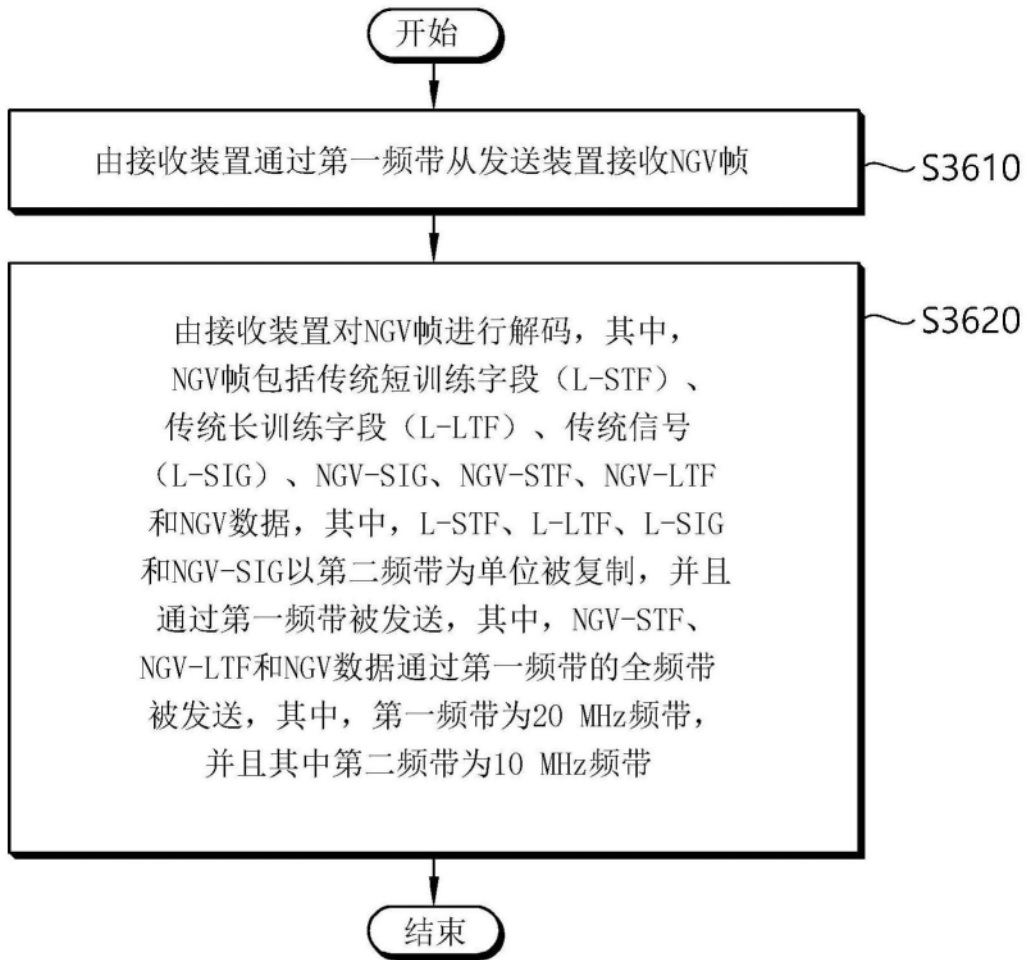 开始
由接收装置通过第一频带从发送装置接收NGV帧
S3610
由接收装置对NGV帧进行解码，其中，
NGV帧包括传统短训练字段（L-STF）、
传统长训练字段（L-LTF）、传统信号
（L-SIG）、NGV-SIG、NGV-STF、NGV-LTF
和NGV数据，其中，L-STF、L-LTF、L-SIG
和NGV-SIG以第二频带为单位被复制，并且
通过第一频带被发送，其中，NGV-STF、
NGV-LTF和NGV数据通过第一频带的全频带
被发送，其中，第一频带为20 MHz频带，
并且其中第二频带为10 MHz频带
S3620
结束